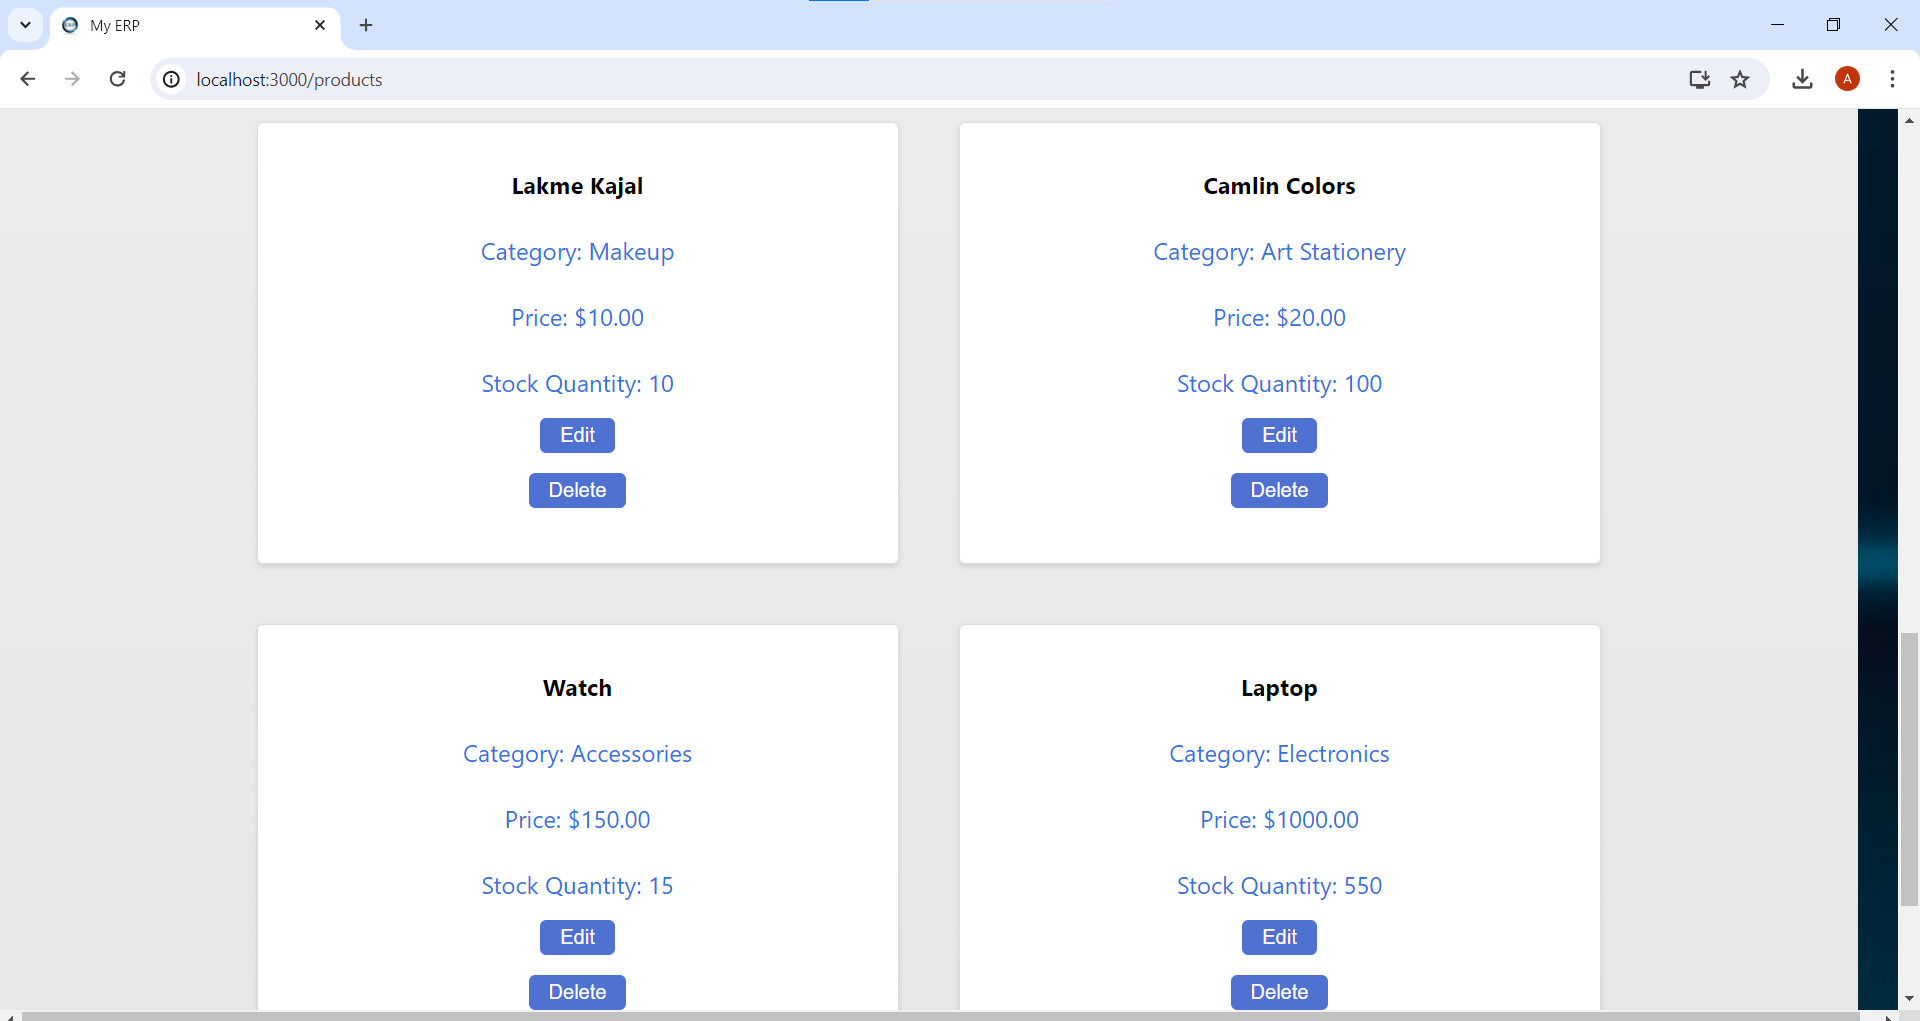 My ERP
localhost:3000/products
A
Lakme Kajal
Category: Makeup
Price: $10.00
Stock Quantity: 10
Edit
Delete
Camlin Colors
Category: Art Stationery
Price: $20.00
Stock Quantity: 100
Edit
Delete
Watch
Category: Accessories
Price: $150.00
Stock Quantity: 15
Edit
Delete
Laptop
Category: Electronics
Price: $1000.00
Stock Quantity: 550
Edit
Delete